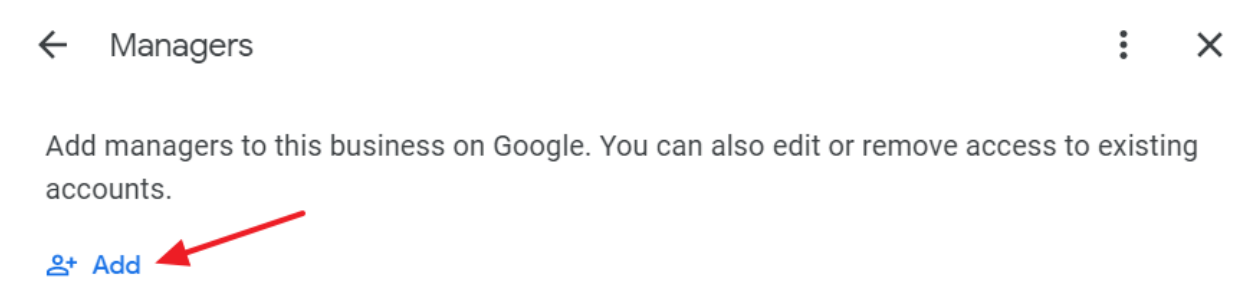 Managers
Add managers to this business on Google. You can also edit or remove access to existing
accounts.
Add